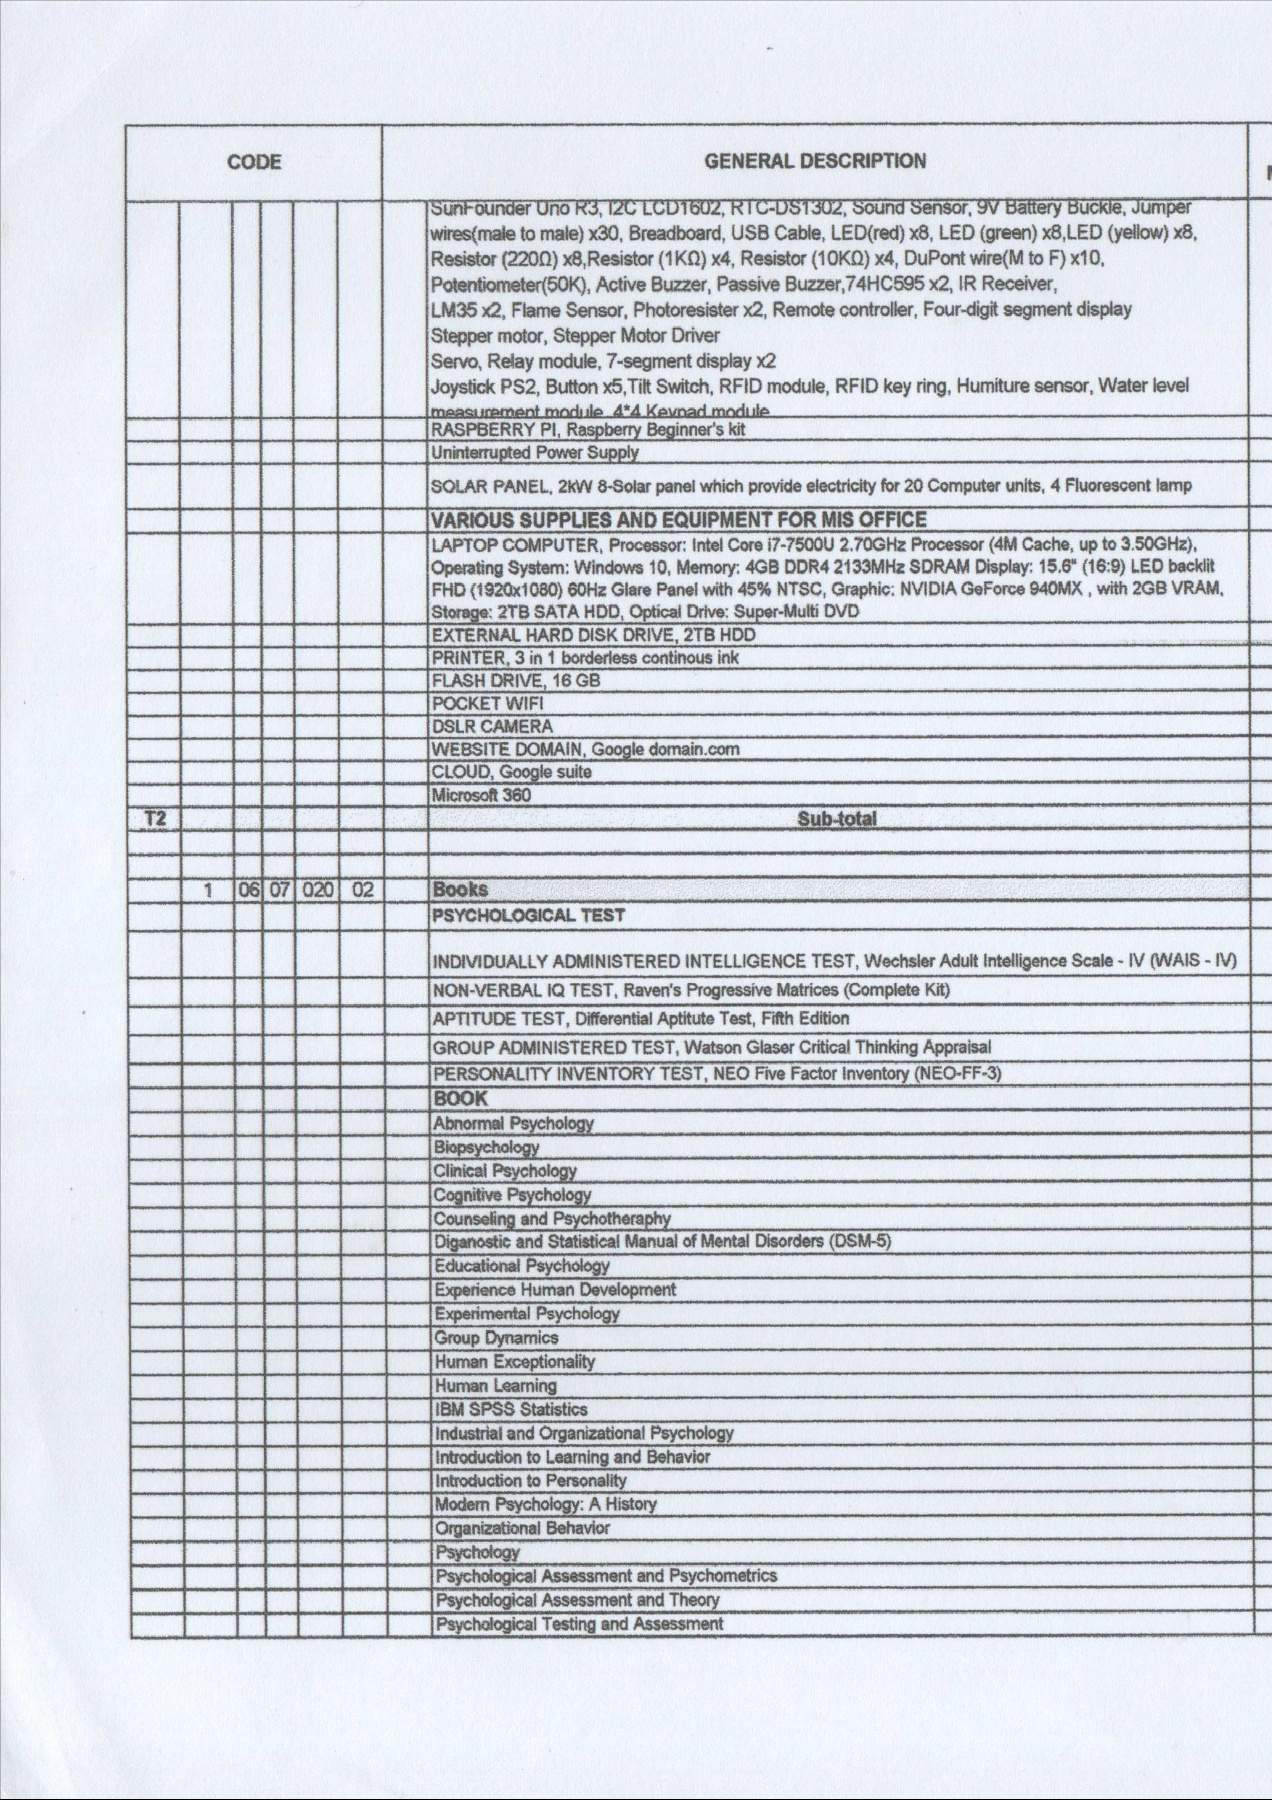 CODE
GENERAL DESCRIPTION
SunFounder Uno R3, I2C LCD1602, RTC-DS1302, Sound Sensor, 9V Battery Buckle, Jumper
wires(male to male) x30, Breadboard, USB Cable, LED(red) x8, LED (green) x8,LED (yellow) x8,
Resistor (220Ω) x8,Resistor (1KΩ) x4, Resistor (10KΩ) x4, DuPont wire(M to F) x10,
Potentiometer(50K), Active Buzzer, Passive Buzzer,74HC595 x2, IR Receiver,
LM35 x2, Flame Sensor, Photoresister x2, Remote controller, Four-digit segment display
Stepper motor, Stepper Motor Driver
Servo, Relay module, 7-segment display x2
Joystick PS2, Button x5,Tilt Switch, RFID module, RFID key ring, Humiture sensor, Water level
measurement module, 4*4 Keypad module
RASPBERRY PI, Raspberry Beginner's kit
Uninterrupted Power Supply
SOLAR PANEL, 2kW 8-Solar panel which provide electricity for 20 Computer units, 4 Fluorescent lamp
VARIOUS SUPPLIES AND EQUIPMENT FOR MIS OFFICE
LAPTOP COMPUTER, Processor: Intel Core i7-7500U 2.70GHz Processor (4M Cache, up to 3.50GHz),
Operating System: Windows 10, Memory: 4GB DDR4 2133MHz SDRAM Display: 15.6" (16:9) LED backlit
FHD (1920x1080) 60Hz Glare Panel with 45% NTSC, Graphic: NVIDIA GeForce 940MX , with 2GB VRAM,
Storage: 2TB SATA HDD, Optical Drive: Super-Multi DVD
EXTERNAL HARD DISK DRIVE, 2TB HDD
PRINTER, 3 in 1 borderless continous ink
FLASH DRIVE, 16 GB
POCKET WIFI
DSLR CAMERA
WEBSITE DOMAIN, Google domain.com
CLOUD, Google suite
Microsoft 360
T2 Sub-total
1 06 07 020 02 Books
PSYCHOLOGICAL TEST
INDIVIDUALLY ADMINISTERED INTELLIGENCE TEST, Wechsler Adult Intelligence Scale - IV (WAIS - IV)
NON-VERBAL IQ TEST, Raven's Progressive Matrices (Complete Kit)
APTITUDE TEST, Differential Aptitute Test, Fifth Edition
GROUP ADMINISTERED TEST, Watson Glaser Critical Thinking Appraisal
PERSONALITY INVENTORY TEST, NEO Five Factor Inventory (NEO-FF-3)
BOOK
Abnormal Psychology
Biopsychology
Clinical Psychology
Cognitive Psychology
Counseling and Psychotheraphy
Diganostic and Statistical Manual of Mental Disorders (DSM-5)
Educational Psychology
Experience Human Development
Experimental Psychology
Group Dynamics
Human Exceptionality
Human Learning
IBM SPSS Statistics
Industrial and Organizational Psychology
Introduction to Learning and Behavior
Introduction to Personality
Modern Psychology: A History
Organizational Behavior
Psychology
Psychological Assessment and Psychometrics
Psychological Assessment and Theory
Psychological Testing and Assessment